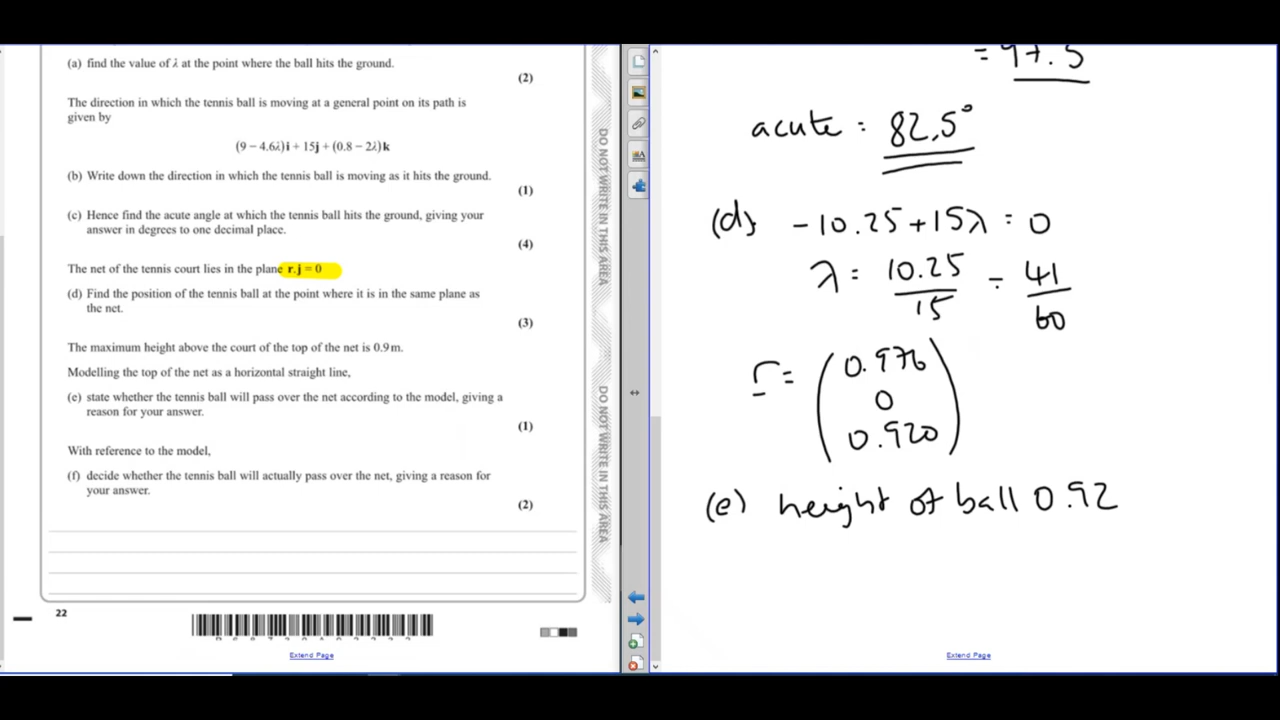 (a) find the value of λ at the point where the ball hits the ground.
(2)
The direction in which the tennis ball is moving at a general point on its path is
given by
(9 – 4.6λ)i + 15j + (0.8 – 2λ)k
(b) Write down the direction in which the tennis ball is moving as it hits the ground.
(1)
(c) Hence find the acute angle at which the tennis ball hits the ground, giving your
answer in degrees to one decimal place.
(4)
The net of the tennis court lies in the plane r.j = 0
(d) Find the position of the tennis ball at the point where it is in the same plane as
the net.
(3)
The maximum height above the court of the top of the net is 0.9 m.
Modelling the top of the net as a horizontal straight line,
(e) state whether the tennis ball will pass over the net according to the model, giving a
reason for your answer.
(1)
With reference to the model,
(f) decide whether the tennis ball will actually pass over the net, giving a reason for
your answer.
(2)
22
Extend Page
DO NOT WRITE IN THIS AREA
DO NOT WRITE IN THIS AREA
= 97.5
acute : 82.5°
(d) -10.25+15λ = 0
λ = 10.25/15 = 41/60
r = (0.976
0
0.920)
(e) height of ball 0.92
Extend Page